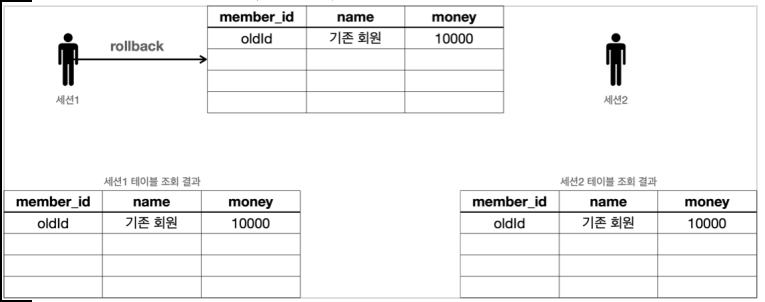 member_id name money
oldId 기존 회원 10000
rollback
세션1
세션2
세션1 테이블 조회 결과
member_id name money
oldId 기존 회원 10000
세션2 테이블 조회 결과
member_id name money
oldId 기존 회원 10000